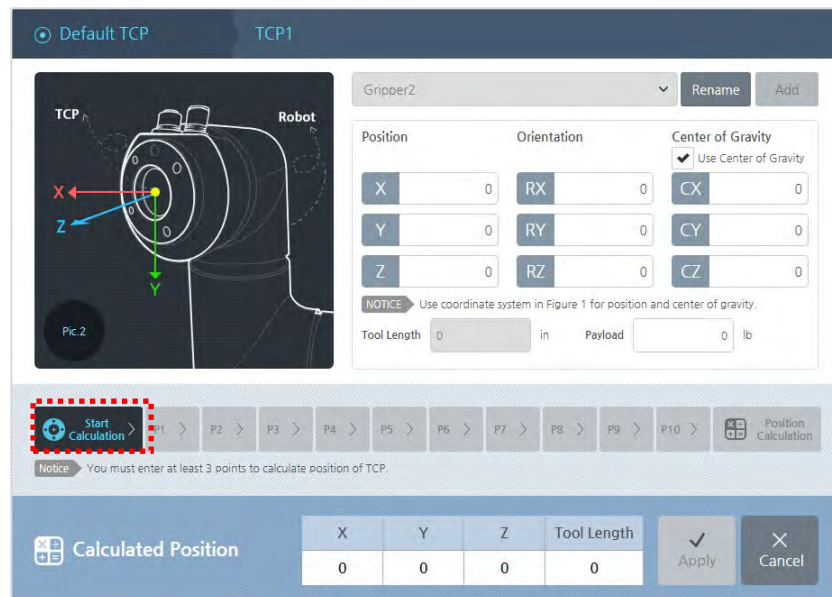 Default TCP
TCP1
TCP
Robot
X
Z
Y
Pic.2
Gripper2
Rename
Add
Position
Orientation
Center of Gravity
Use Center of Gravity
X 0 RX 0 CX 0
Y 0 RY 0 CY 0
Z 0 RZ 0 CZ 0
NOTICE Use coordinate system in Figure 1 for position and center of gravity.
Tool Length 0 in Payload 0 lb
Start
Calculation
P1 P2 P3 P4 P5 P6 P7 P8 P9 P10
Position
Calculation
Notice You must enter at least 3 points to calculate position of TCP.
Calculated Position
X Y Z Tool Length
0 0 0 0
Apply
Cancel